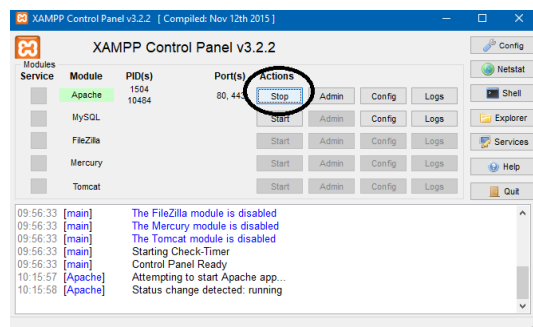 XAMPP Control Panel v3.2.2 [ Compiled: Nov 12th 2015 ]
XAMPP Control Panel v3.2.2
Config
Modules
Service Module PID(s) Port(s) Actions
Netstat
Apache 1504 10484 80, 443 Stop Admin Config Logs
Shell
MySQL Start Admin Config Logs
Explorer
FileZilla Start Admin Config Logs
Services
Mercury Start Admin Config Logs
Help
Tomcat Start Admin Config Logs
Quit
09:56:33 [main] The FileZilla module is disabled
09:56:33 [main] The Mercury module is disabled
09:56:33 [main] The Tomcat module is disabled
09:56:33 [main] Starting Check-Timer
09:56:33 [main] Control Panel Ready
10:15:57 [Apache] Attempting to start Apache app...
10:15:58 [Apache] Status change detected: running